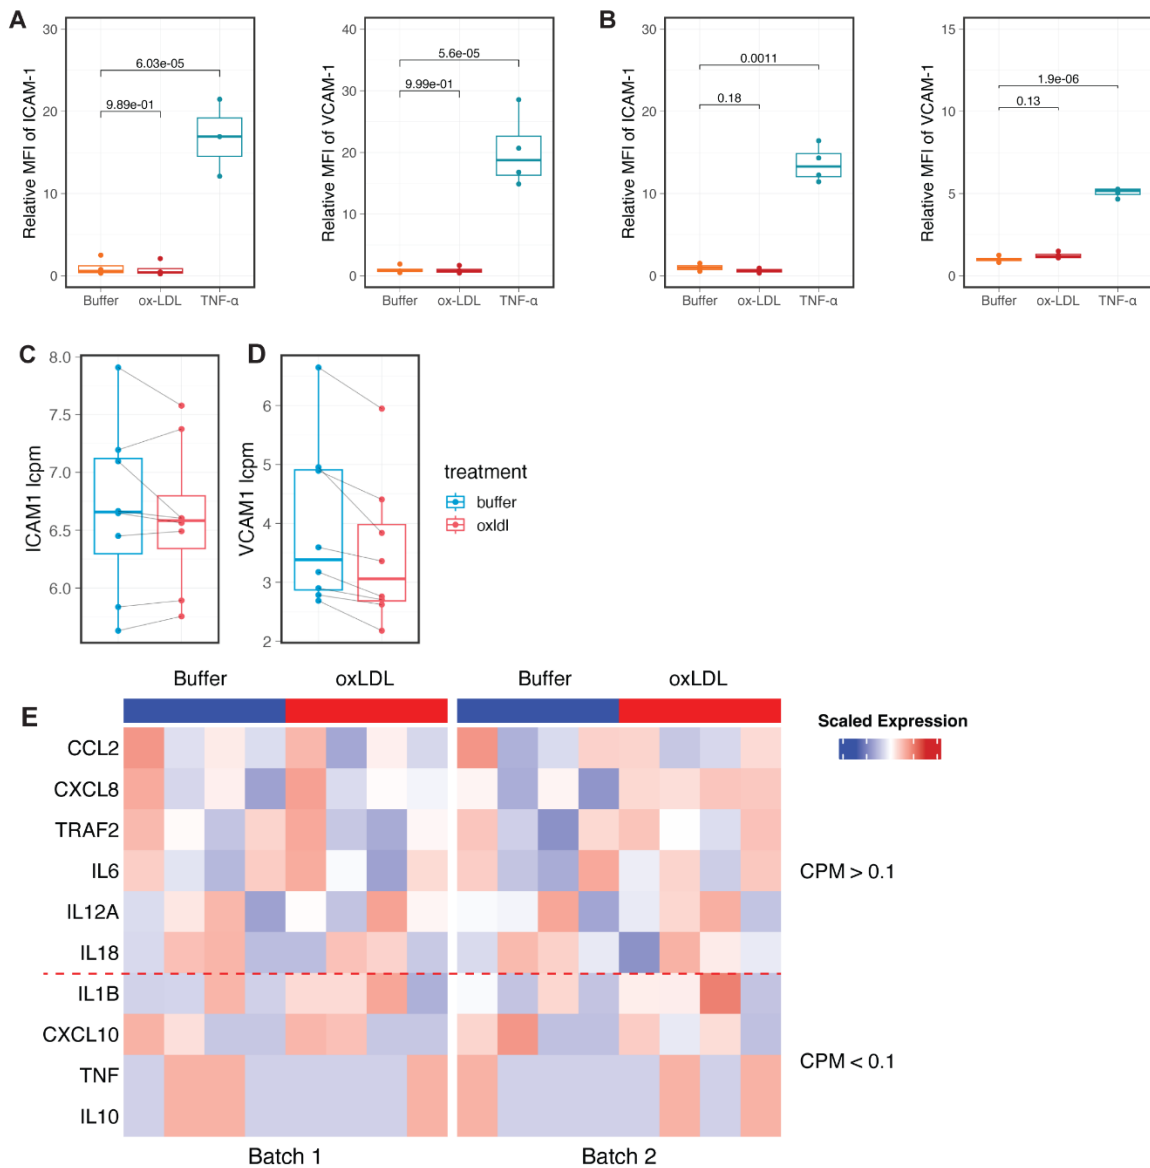 A
Relative MFI of ICAM-1
30
20
10
0
6.03e-05
9.89e-01
Buffer
ox-LDL
TNF-α
Relative MFI of VCAM-1
40
30
20
10
0
5.6e-05
9.99e-01
Buffer
ox-LDL
TNF-α
B
Relative MFI of ICAM-1
30
20
10
0
0.0011
0.18
Buffer
ox-LDL
TNF-α
Relative MFI of VCAM-1
15
10
5
0
1.9e-06
0.13
Buffer
ox-LDL
TNF-α
C
ICAM1 lcpm
8.0
7.5
7.0
6.5
6.0
D
VCAM1 lcpm
6
5
4
3
2
treatment
buffer
oxldl
E
Buffer
oxLDL
Buffer
oxLDL
Scaled Expression
CCL2
CXCL8
TRAF2
IL6
IL12A
IL18
IL1B
CXCL10
TNF
IL10
CPM > 0.1
CPM < 0.1
Batch 1
Batch 2